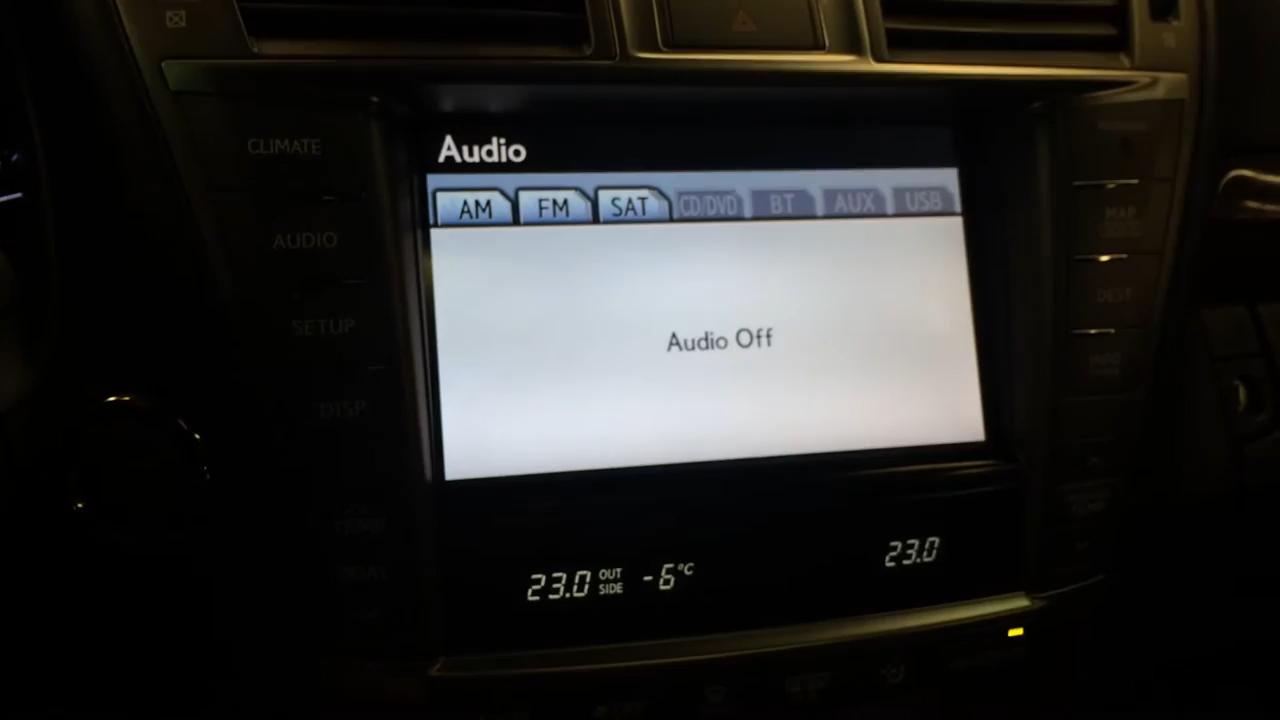 Audio
AM FM SAT CD/DVD BT AUX USB
Audio Off
CLIMATE
AUDIO
SETUP
DISP
MAP
DEST
INFO
TEMP
23.0 OUT SIDE -6°C
23.0